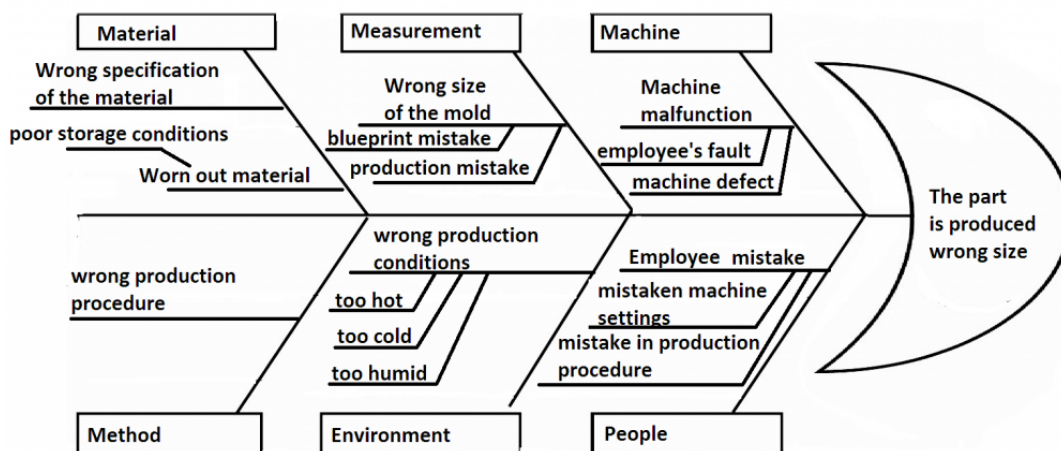 Material
Measurement
Machine
Wrong specification
of the material
poor storage conditions
Worn out material
Wrong size
of the mold
blueprint mistake
production mistake
Machine
malfunction
employee's fault
machine defect
The part
is produced
wrong size
wrong production
procedure
wrong production
conditions
too hot
too cold
too humid
Employee mistake
mistaken machine
settings
mistake in production
procedure
Method
Environment
People